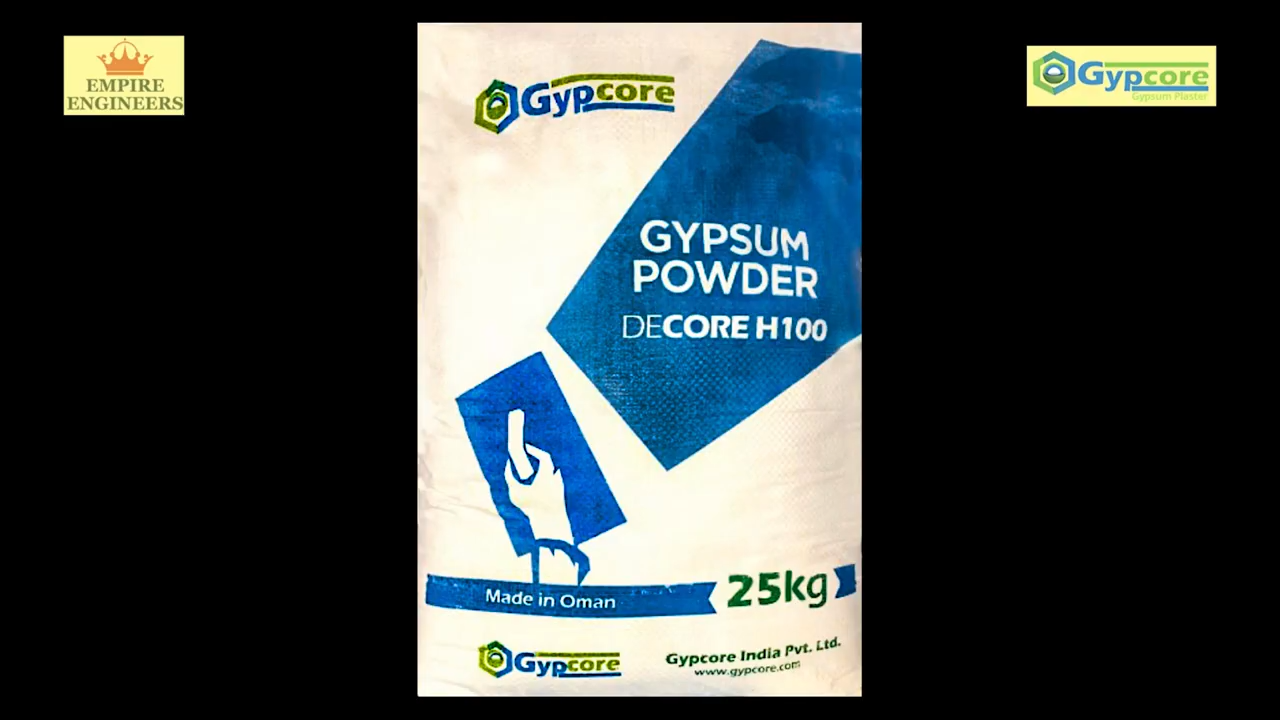 EMPIRE
ENGINEERS
Gypcore
Gypsum Plaster
Gypcore
GYPSUM
POWDER
DECORE H100
Made in Oman
25kg
Gypcore
Gypcore India Pvt. Ltd.
www.gypcore.com